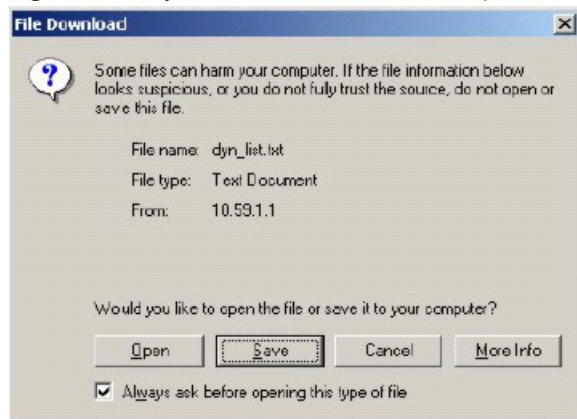 File Download
Some files can harm your computer. If the file information below
looks suspicious, or you do not fully trust the source, do not open or
save this file.
File name: dyn_list.txt
File type: Text Document
From: 10.59.1.1
Would you like to open the file or save it to your computer?
Open Save Cancel More Info
Always ask before opening this type of file